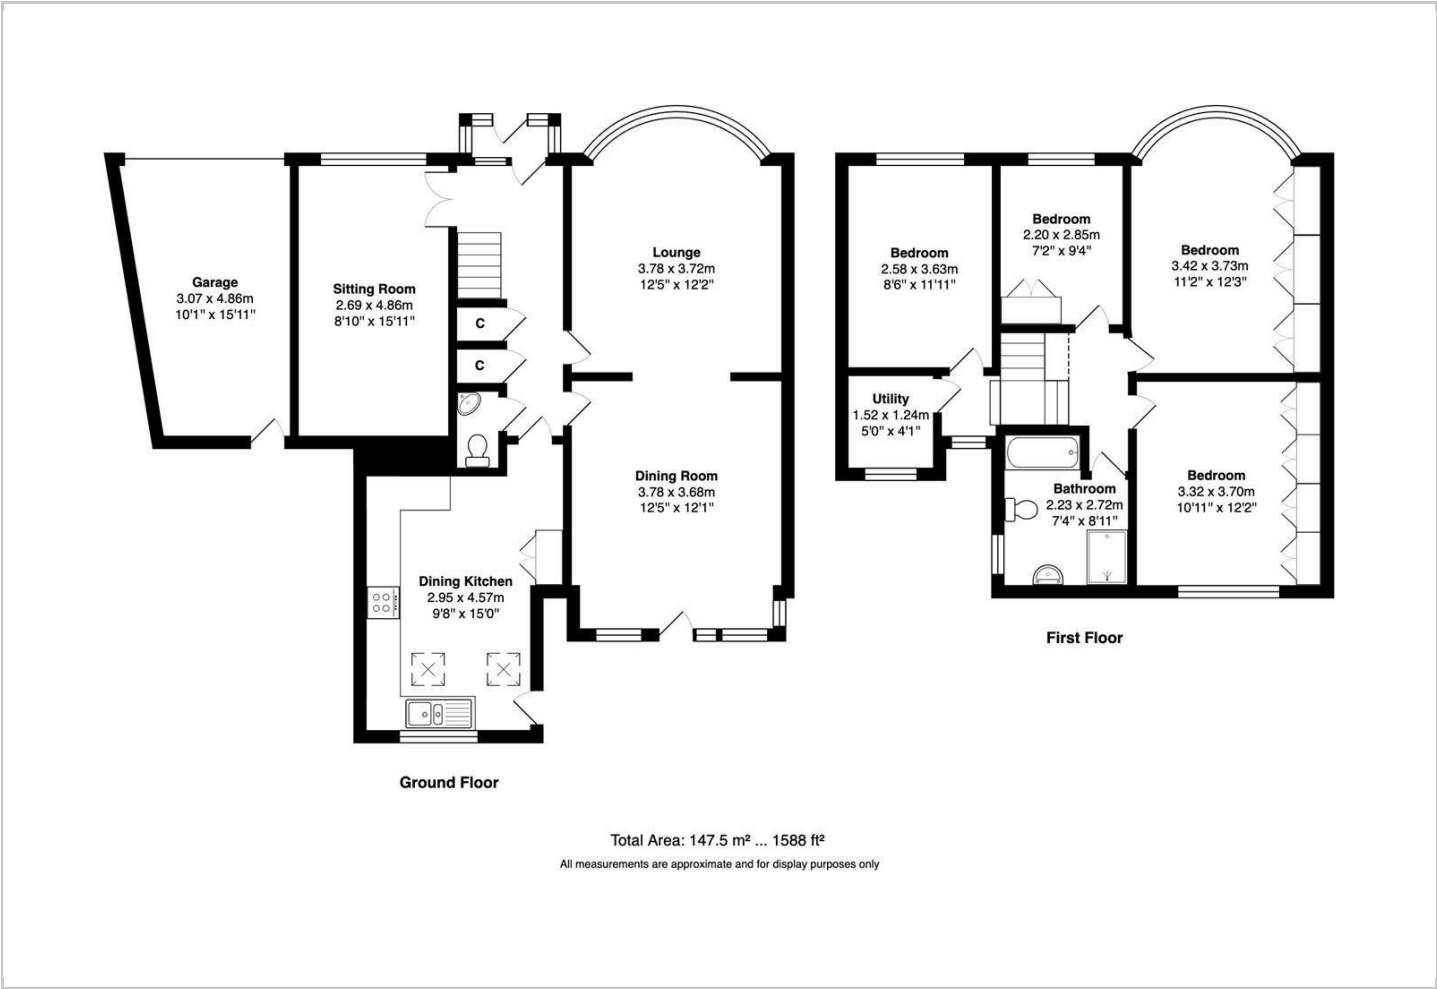 Garage
3.07 x 4.86m
10'1" x 15'11"
Sitting Room
2.69 x 4.86m
8'10" x 15'11"
C
C
Lounge
3.78 x 3.72m
12'5" x 12'2"
Dining Room
3.78 x 3.68m
12'5" x 12'1"
Dining Kitchen
2.95 x 4.57m
9'8" x 15'0"
Ground Floor
Bedroom
2.58 x 3.63m
8'6" x 11'11"
Bedroom
2.20 x 2.85m
7'2" x 9'4"
Bedroom
3.42 x 3.73m
11'2" x 12'3"
Utility
1.52 x 1.24m
5'0" x 4'1"
Bathroom
2.23 x 2.72m
7'4" x 8'11"
Bedroom
3.32 x 3.70m
10'11" x 12'2"
First Floor
Total Area: 147.5 m² ... 1588 ft²
All measurements are approximate and for display purposes only